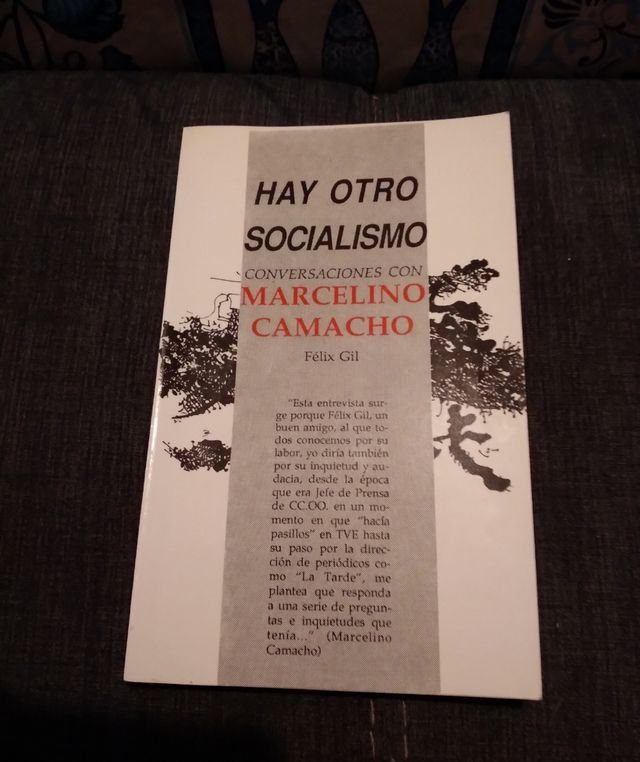 HAY OTRO
SOCIALISMO
CONVERSACIONES CON
MARCELINO
CAMACHO
Félix Gil
"Esta entrevista sur-
ge porque Félix Gil, un
buen amigo, al que to-
dos conocemos por su
labor, yo diría también
por su inquietud y au-
dacia, desde la época
que era Jefe de Prensa
de CC.OO. en un mo-
mento en que "hacía
pasillos" en TVE hasta
su paso por la direc-
ción de periódicos co-
mo "La Tarde", me
plantea que responda
a una serie de pregun-
tas e inquietudes que
tenía..." (Marcelino
Camacho)